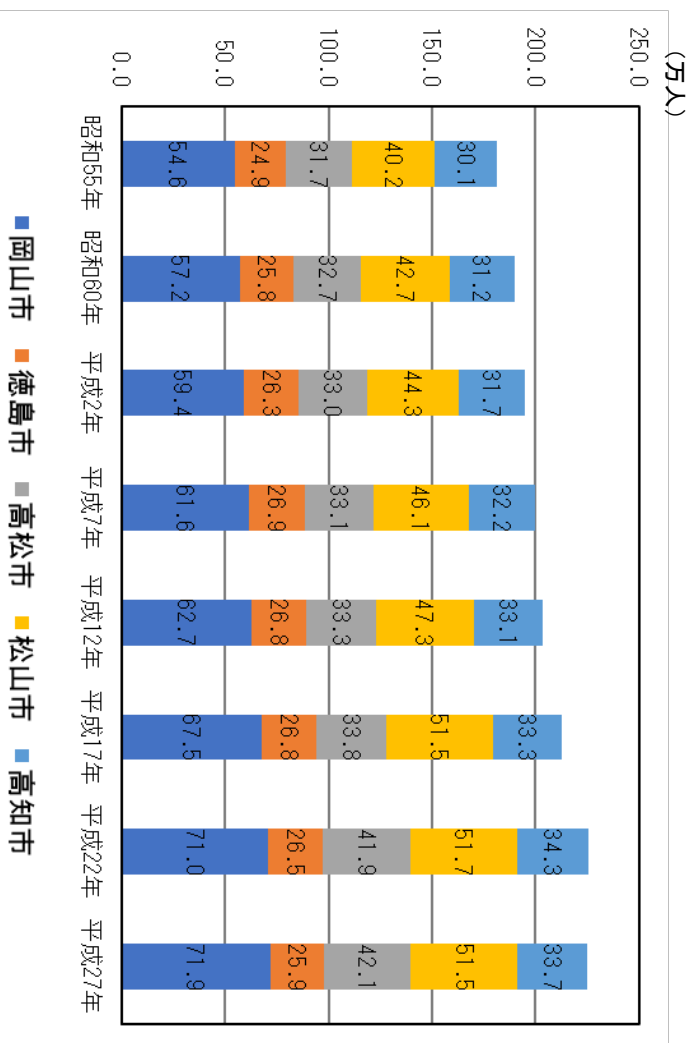 (万人)
250.0
200.0
150.0
100.0
50.0
0.0
30.1 31.2 31.7 32.2 33.1 33.3 34.3 33.7
40.2 42.7 44.3 46.1 47.3 51.5 51.7 51.5
31.7 32.7 33.0 33.1 33.3 33.8 41.9 42.1
24.9 25.8 26.3 26.9 26.8 26.8 26.5 25.9
54.6 57.2 59.4 61.6 62.7 67.5 71.0 71.9
昭和55年 昭和60年 平成2年 平成7年 平成12年 平成17年 平成22年 平成27年
岡山市 徳島市 高松市 松山市 高知市